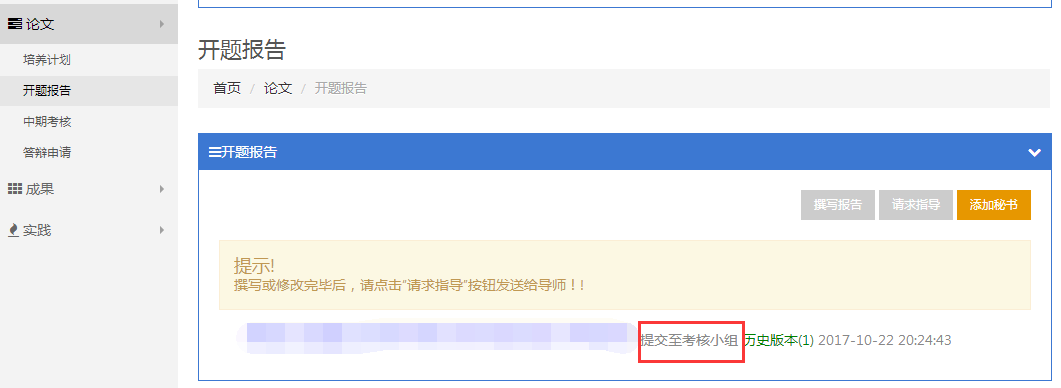 论文
培养计划
开题报告
中期考核
答辩申请
成果
实践
开题报告
首页 / 论文 / 开题报告
开题报告
撰写报告 请求指导 添加秘书
提示!
撰写或修改完毕后，请点击"请求指导"按钮发送给导师！!
提交至考核小组 历史版本(1) 2017-10-22 20:24:43